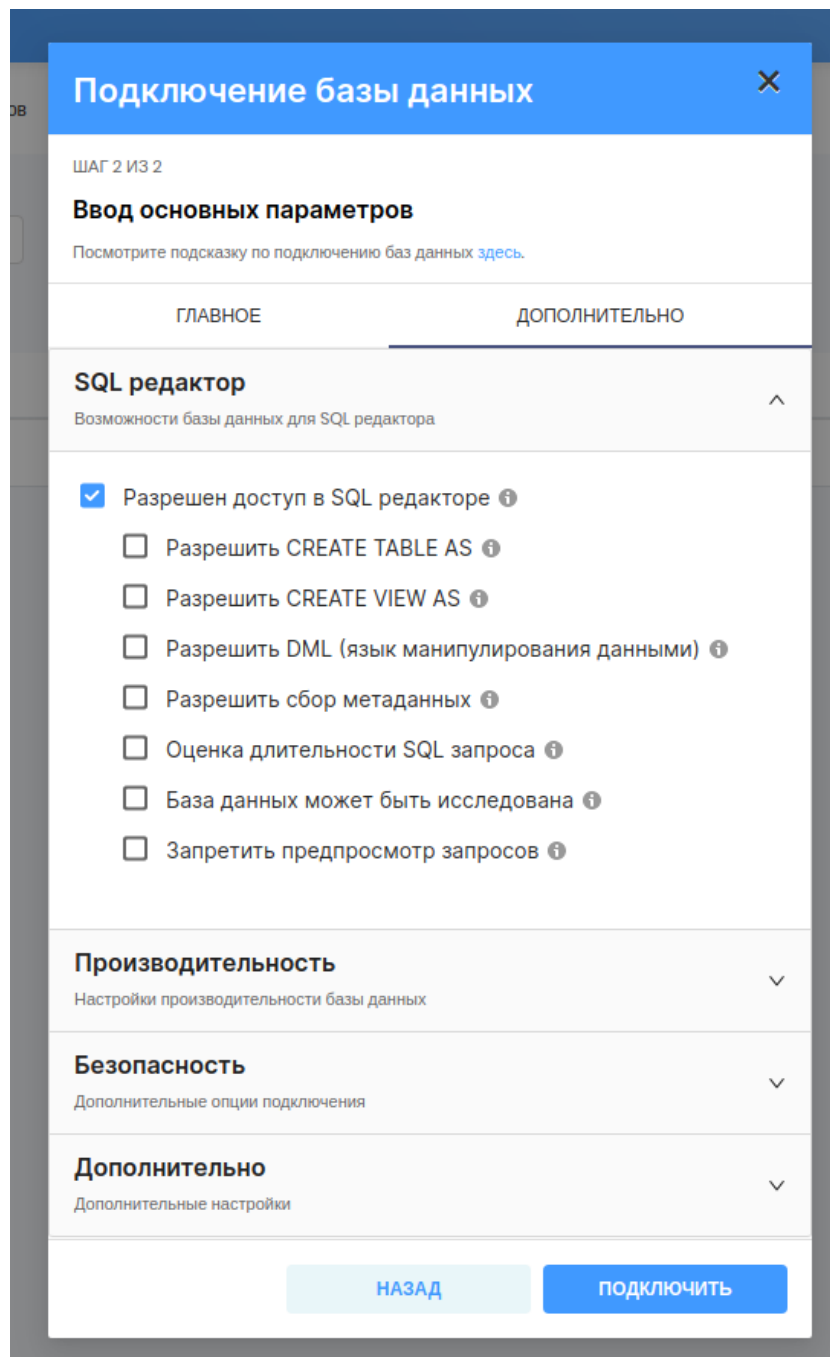 Подключение базы данных
ов
ШАГ 2 ИЗ 2
Ввод основных параметров
Посмотрите подсказку по подключению баз данных здесь.
ГЛАВНОЕ
ДОПОЛНИТЕЛЬНО
SQL редактор
Возможности базы данных для SQL редактора
Разрешен доступ в SQL редакторе
Разрешить CREATE TABLE AS
Разрешить CREATE VIEW AS
Разрешить DML (язык манипулирования данными)
Разрешить сбор метаданных
Оценка длительности SQL запроса
База данных может быть исследована
Запретить предпросмотр запросов
Производительность
Настройки производительности базы данных
Безопасность
Дополнительные опции подключения
Дополнительно
Дополнительные настройки
НАЗАД
ПОДКЛЮЧИТЬ